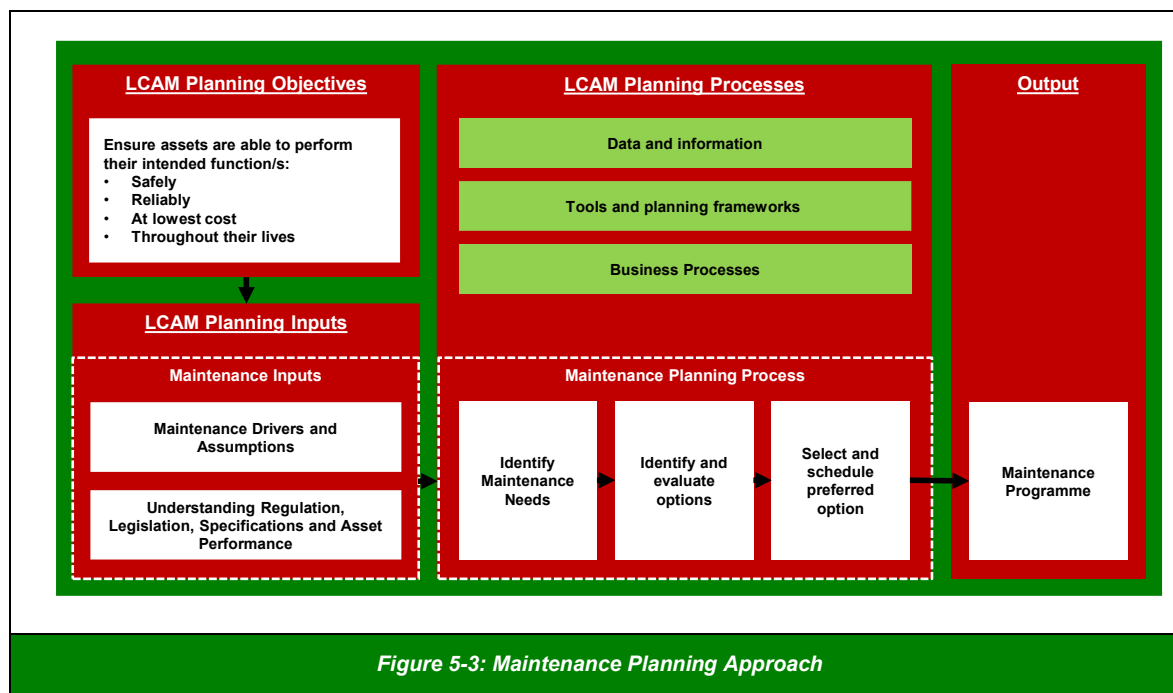 LCAM Planning Objectives
Ensure assets are able to perform
their intended function/s:
• Safely
• Reliably
• At lowest cost
• Throughout their lives
LCAM Planning Inputs
Maintenance Inputs
Maintenance Drivers and
Assumptions
Understanding Regulation,
Legislation, Specifications and Asset
Performance
LCAM Planning Processes
Data and information
Tools and planning frameworks
Business Processes
Maintenance Planning Process
Identify
Maintenance
Needs
Identify and
evaluate
options
Select and
schedule
preferred
option
Output
Maintenance
Programme
Figure 5-3: Maintenance Planning Approach